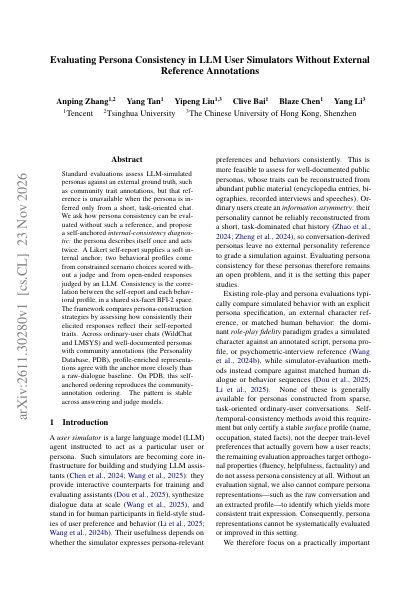 Evaluating Persona Consistency in LLM User Simulators Without External
Reference Annotations
Anping Zhang1,2 Yang Tan1 Yipeng Liu1,3 Clive Bai1 Blaze Chen1 Yang Li3
1Tencent 2Tsinghua University 3The Chinese University of Hong Kong, Shenzhen
arXiv:2611.30280v1 [cs.CL] 23 Nov 2026
Abstract
Standard evaluations assess LLM-simulated
personas against an external ground truth, such
as community trait annotations, but that ref-
erence is unavailable when the persona is in-
ferred only from a short, task-oriented chat.
We ask how persona consistency can be eval-
uated without such a reference, and propose
a self-anchored internal-consistency diagnos-
tic: the persona describes itself once and acts
twice. A Likert self-report supplies a soft in-
ternal anchor; two behavioral profiles come
from constrained scenario choices scored with-
out a judge and from open-ended responses
judged by an LLM. Consistency is the corre-
lation between the self-report and each behav-
ioral profile, in a shared six-facet BFI-2 space.
The framework compares persona-construction
strategies by assessing how consistently their
elicited responses reflect their self-reported
traits. Across ordinary-user chats (WildChat
and LMSYS) and well-documented personas
with community annotations (the Personality
Database, PDB), profile-enriched representa-
tions agree with the anchor more closely than
a raw-dialogue baseline. On PDB, this self-
anchored ordering reproduces the community-
annotation ordering. The pattern is stable
across answering and judge models.
1 Introduction
A user simulator is a large language model (LLM)
agent instructed to act as a particular user or
persona. Such simulators are becoming core in-
frastructure for building and studying LLM assis-
tants (Chen et al., 2024; Wang et al., 2025): they
provide interactive counterparts for training and
evaluating assistants (Dou et al., 2025), synthesize
dialogue data at scale (Wang et al., 2025), and
stand in for human participants in field-style stud-
ies of user preference and behavior (Li et al., 2025;
Wang et al., 2024b). Their usefulness depends on
whether the simulator expresses persona-relevant
preferences and behaviors consistently. This is
more feasible to assess for well-documented public
personas, whose traits can be reconstructed from
abundant public material (encyclopedia entries, bi-
ographies, recorded interviews and speeches). Or-
dinary users create an information asymmetry: their
personality cannot be reliably reconstructed from
a short, task-dominated chat history (Zhao et al.,
2024; Zheng et al., 2024), so conversation-derived
personas leave no external personality reference
to grade a simulation against. Evaluating persona
consistency for these personas therefore remains
an open problem, and it is the setting this paper
studies.
Existing role-play and persona evaluations typi-
cally compare simulated behavior with an explicit
persona specification, an external character refer-
ence, or matched human behavior: the domi-
nant role-play fidelity paradigm grades a simulated
character against an annotated script, persona pro-
file, or psychometric-interview reference (Wang
et al., 2024b), while simulator-evaluation meth-
ods instead compare against matched human di-
alogue or behavior sequences (Dou et al., 2025;
Li et al., 2025). None of these is generally
available for personas constructed from sparse,
task-oriented ordinary-user conversations. Self-
/temporal-consistency methods avoid this require-
ment but only certify a stable surface profile (name,
occupation, stated facts), not the deeper trait-level
preferences that actually govern how a user reacts;
the remaining evaluation approaches target orthog-
onal properties (fluency, helpfulness, factuality) and
do not assess persona consistency at all. Without
an evaluation signal, we also cannot compare persona
representations—such as the raw conversation and
an extracted profile—to identify which yields more
consistent trait expression. Consequently, persona
representations cannot be systematically evaluated
or improved in this setting.
We therefore focus on a practically important